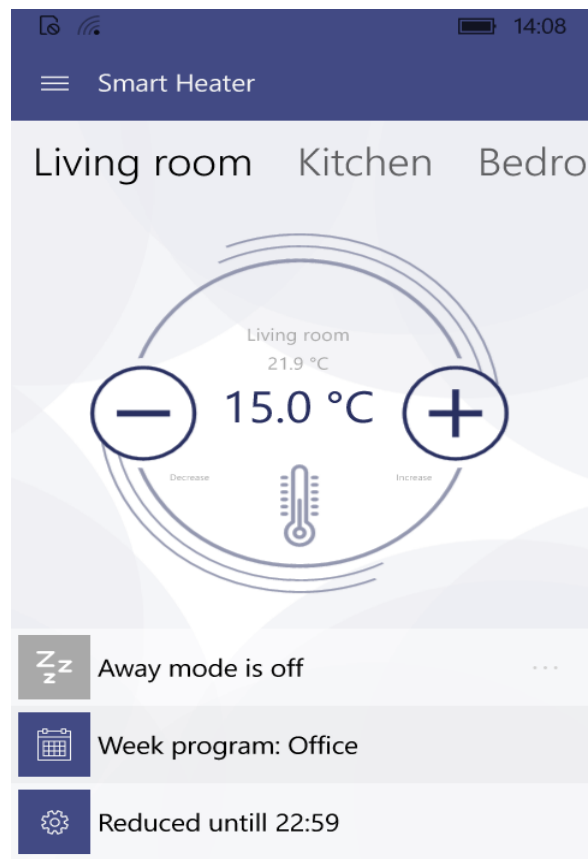 14:08
Smart Heater
Living room Kitchen Bedro
Living room
21.9 °C
15.0 °C
Decrease Increase
Zzz
Away mode is off ...
Week program: Office
Reduced untill 22:59